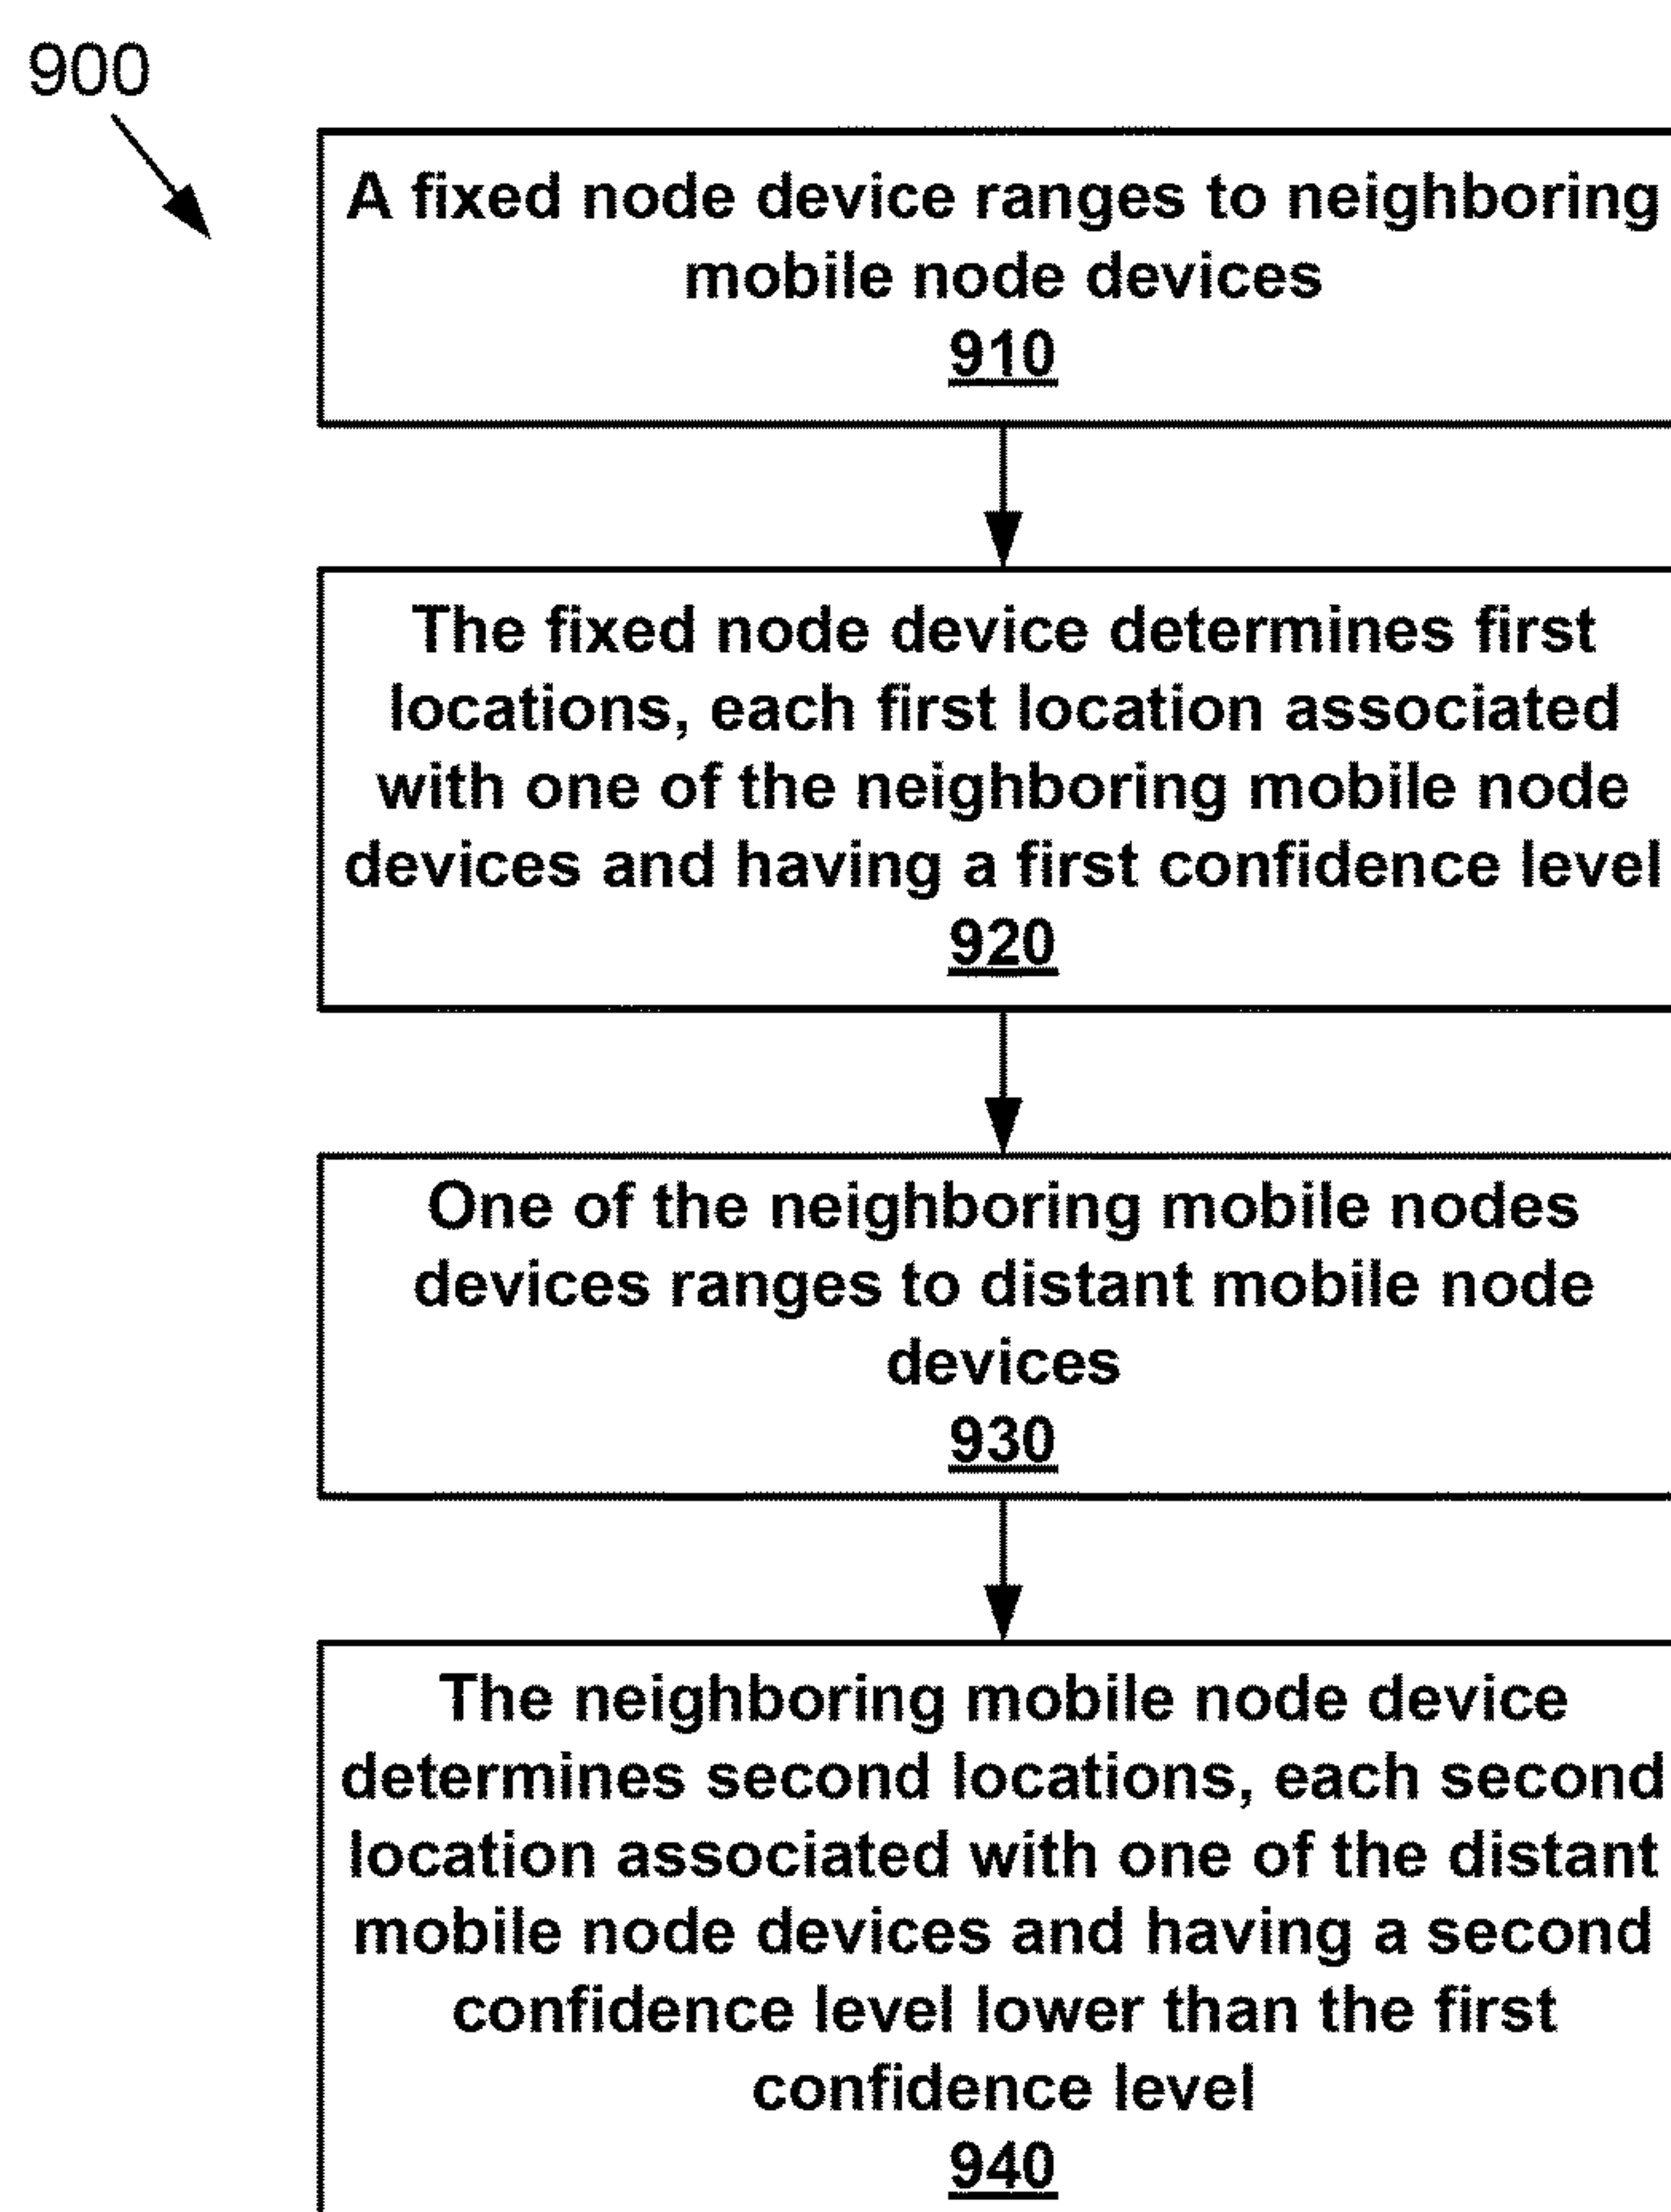 900
A fixed node device ranges to neighboring
mobile node devices
910
The fixed node device determines first
locations, each first location associated
with one of the neighboring mobile node
devices and having a first confidence level
920
One of the neighboring mobile nodes
devices ranges to distant mobile node
devices
930
The neighboring mobile node device
determines second locations, each second
location associated with one of the distant
mobile node devices and having a second
confidence level lower than the first
confidence level
940